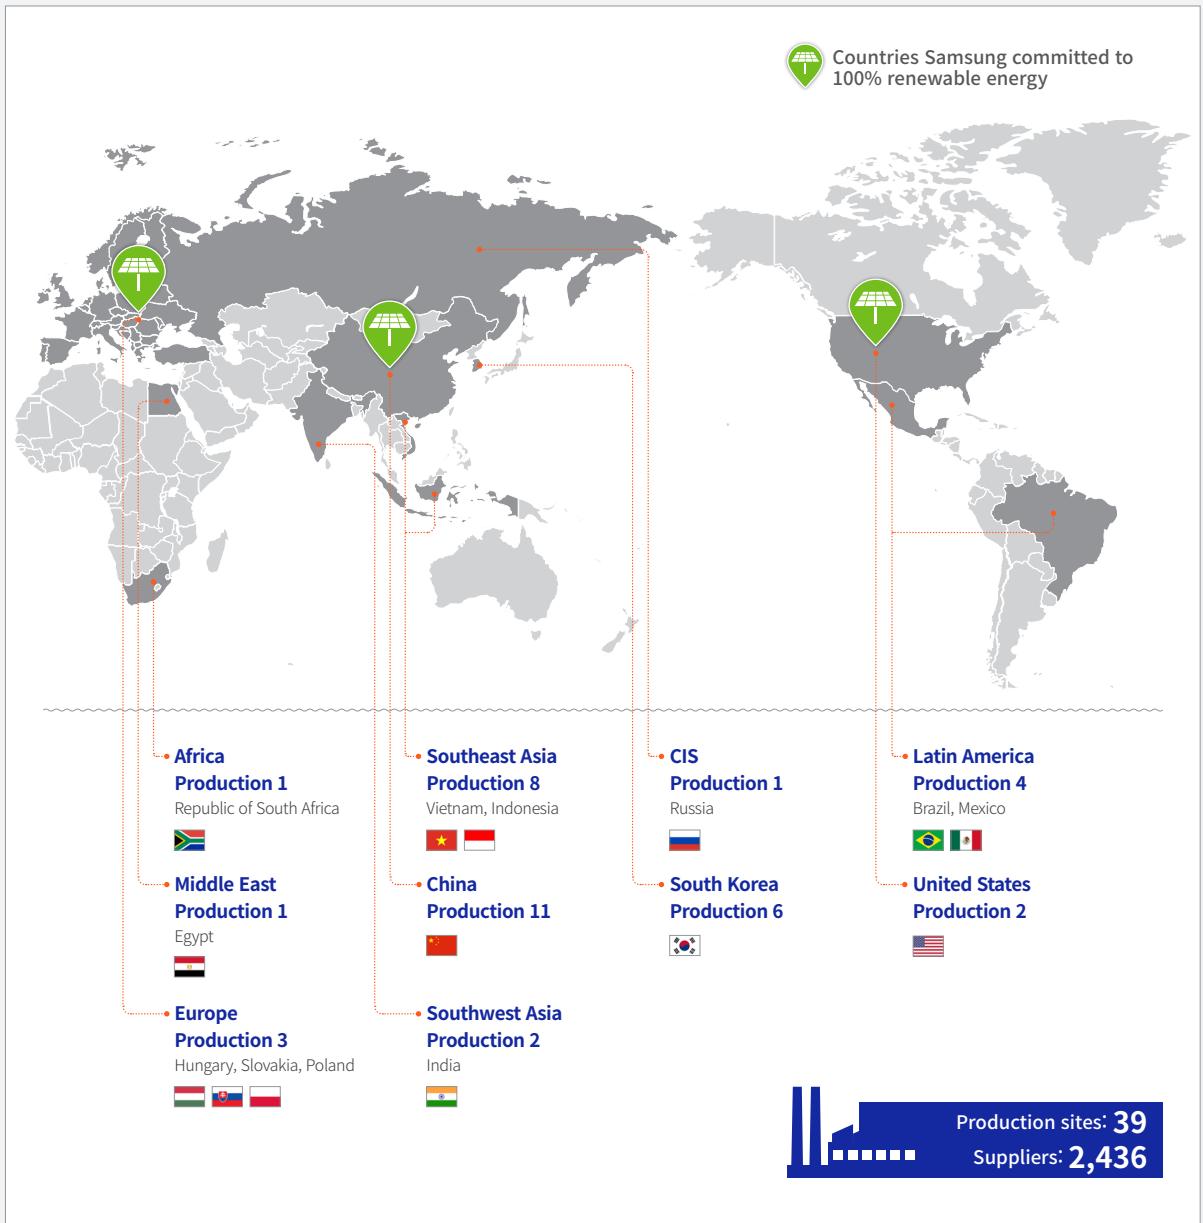 Countries Samsung committed to
100% renewable energy
Africa
Production 1
Republic of South Africa
Middle East
Production 1
Egypt
Europe
Production 3
Hungary, Slovakia, Poland
Southeast Asia
Production 8
Vietnam, Indonesia
China
Production 11
Southwest Asia
Production 2
India
CIS
Production 1
Russia
South Korea
Production 6
Latin America
Production 4
Brazil, Mexico
United States
Production 2
Production sites: 39
Suppliers: 2,436